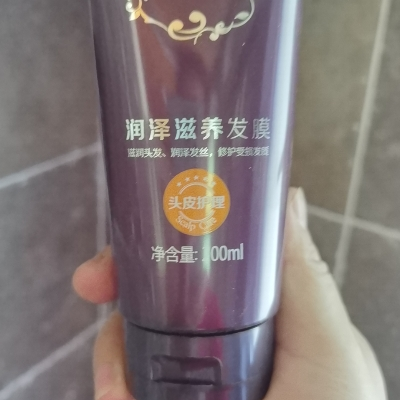 润泽滋养发膜
滋润头发、润泽发丝，修护受损发质
头皮护理
Scalp Care
净含量: